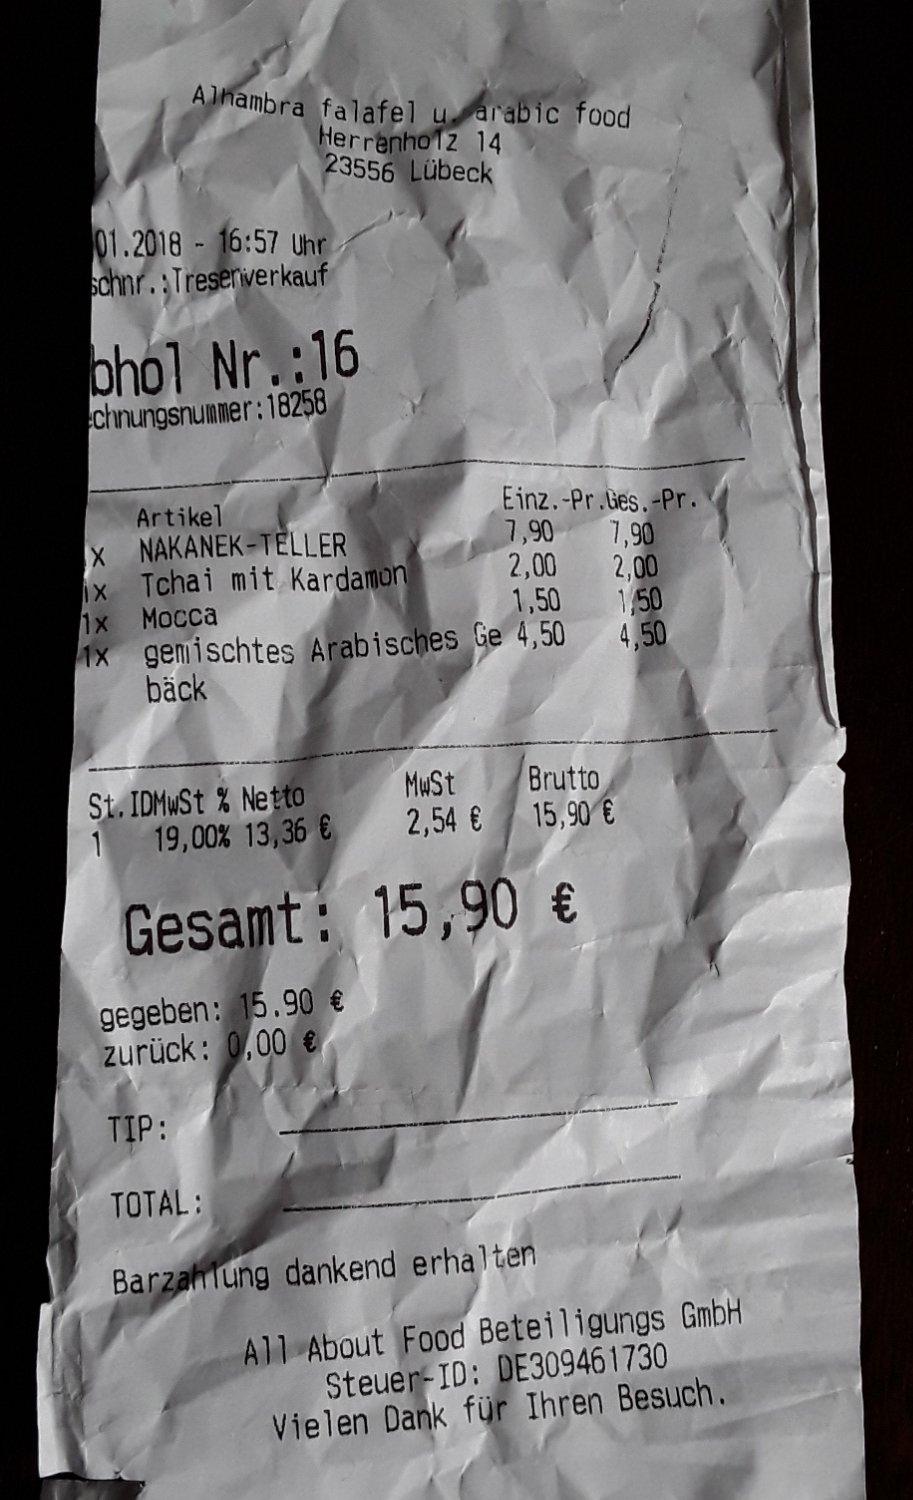 Alhambra falafel u. arabic food
Herrenholz 14
23556 Lübeck
01.2018 - 16:57 Uhr
schnr.:Tresenverkauf
bhol Nr.:16
chnungsnummer:18258
Artikel Einz.-Pr.Ges.-Pr.
x NAKANEK-TELLER 7,90 7,90
1x Tchai mit Kardamon 2,00 2,00
1x Mocca 1,50 1,50
1x gemischtes Arabisches Ge 4,50 4,50
bäck
St.IDMwSt % Netto MwSt Brutto
1 19,00% 13,36 € 2,54 € 15,90 €
Gesamt: 15,90 €
gegeben: 15.90 €
zurück: 0,00 €
TIP:
TOTAL:
Barzahlung dankend erhalten
All About Food Beteiligungs GmbH
Steuer-ID: DE309461730
Vielen Dank für Ihren Besuch.